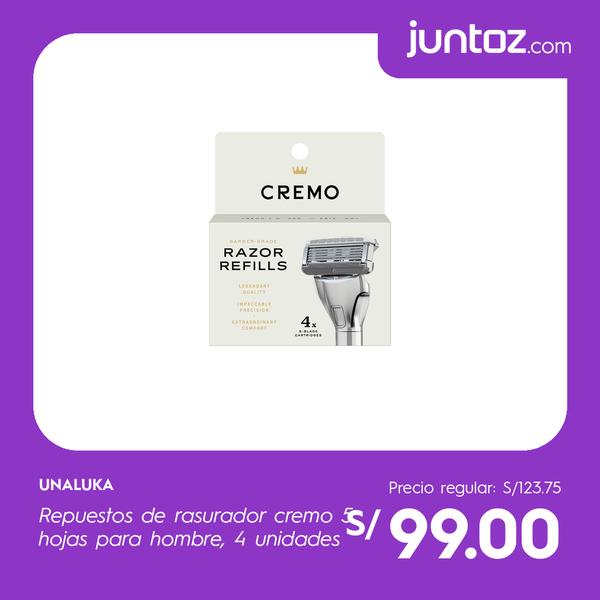 juntoz.com
CREMO
BARBER-GRADE
RAZOR
REFILLS
LEGENDARY
QUALITY
IMPECCABLE
PRECISION
EXTRAORDINARY
COMFORT
4x
5-BLADE
CARTRIDGES
UNALUKA
Precio regular: S/123.75
Repuestos de rasurador cremo 5
hojas para hombre, 4 unidades
S/ 99.00